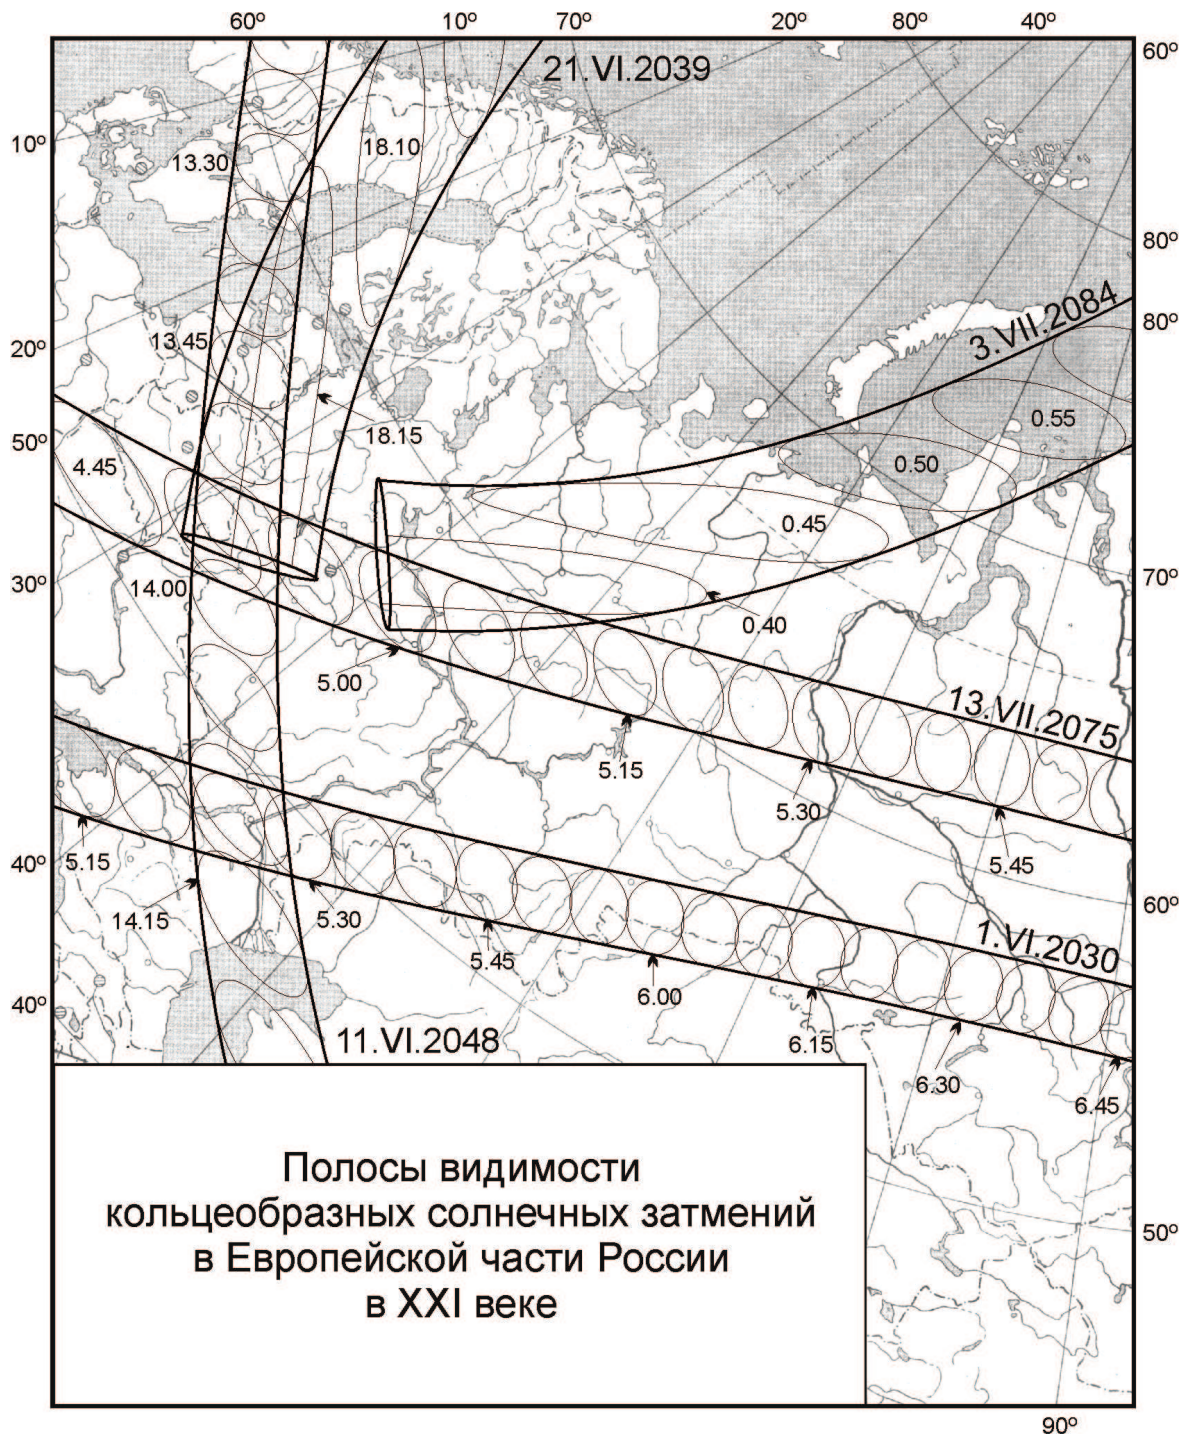 60º 10º 70º 20º 80º 40º
60º
21.VI.2039
10º
13.30
18.10
80º
3.VII.2084
80º
20º
13.45
0.55
18.15
50º
4.45
0.50
0.45
30º
14.00
70º
0.40
5.00
13.VII.2075
5.15
5.30
5.45
40º
5.15
14.15
5.30
60º
5.45
1.VI.2030
6.00
40º
11.VI.2048
6.15
6.30
6.45
Полосы видимости
кольцеобразных солнечных затмений
в Европейской части России
в XXI веке
50º
90º